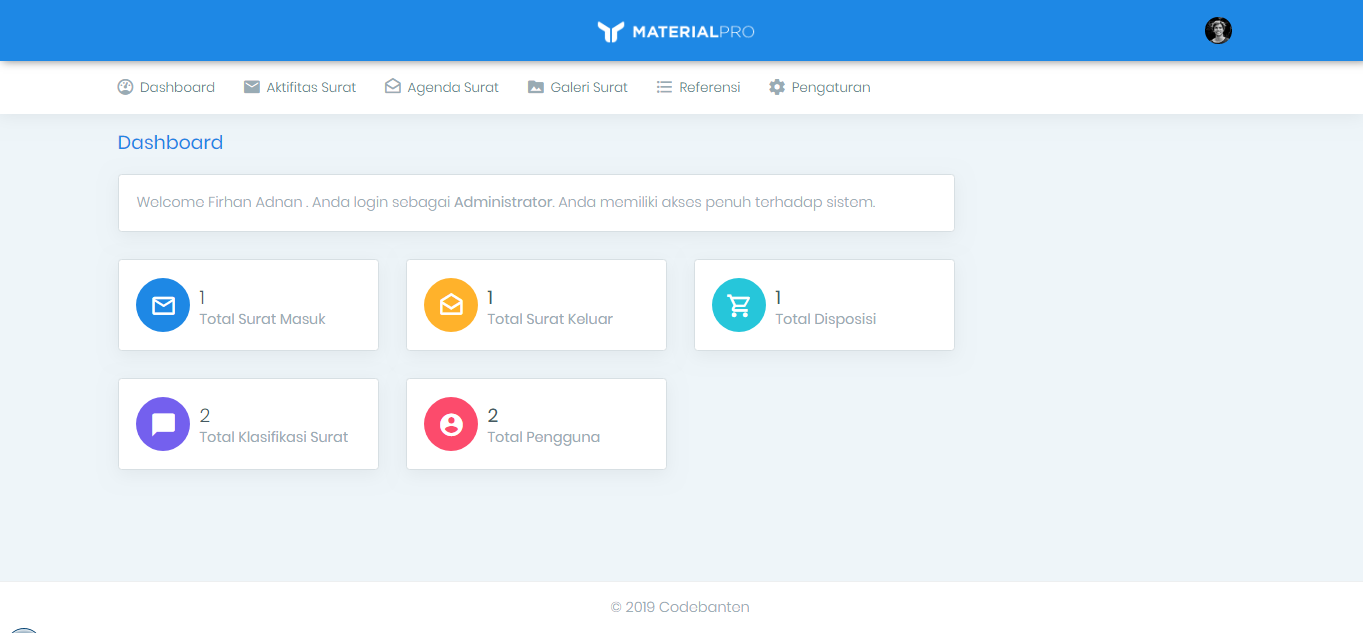 MATERIALPRO
Dashboard Aktifitas Surat Agenda Surat Galeri Surat Referensi Pengaturan
Dashboard
Welcome Firhan Adnan . Anda login sebagai Administrator. Anda memiliki akses penuh terhadap sistem.
1
Total Surat Masuk
1
Total Surat Keluar
1
Total Disposisi
2
Total Klasifikasi Surat
2
Total Pengguna
© 2019 Codebanten